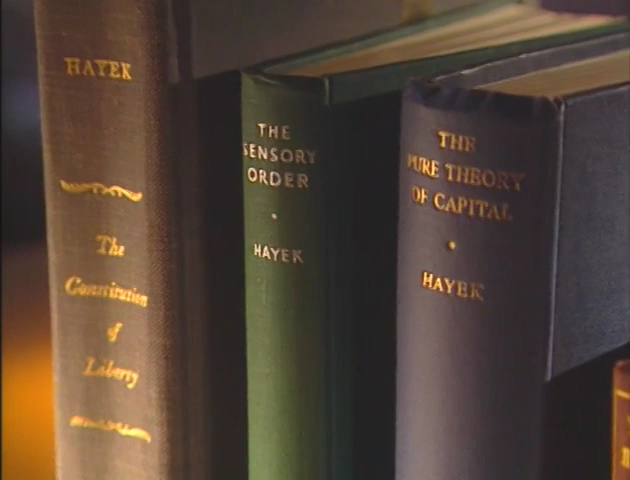 HAYEK
The
Constitution
of
Liberty
THE
SENSORY
ORDER
HAYEK
THE
PURE THEORY
OF CAPITAL
HAYEK